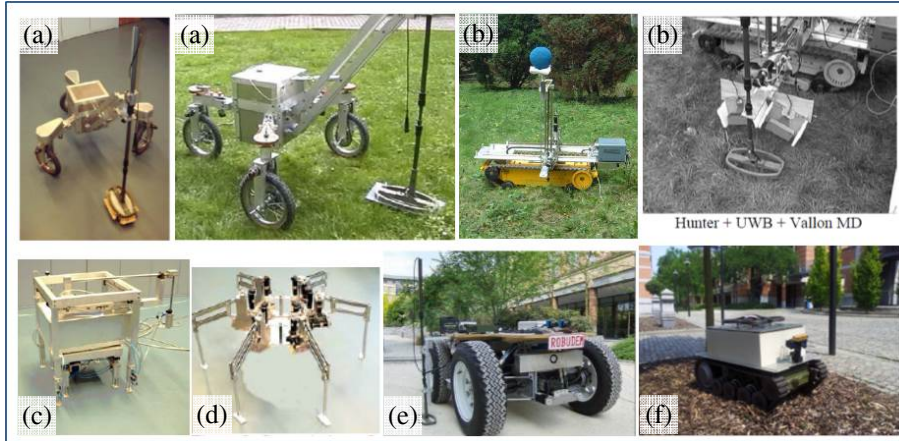 (a)
(a)
(b)
(b)
Hunter + UWB + Vallon MD
(c)
(d)
(e)
ROBUDEM
(f)